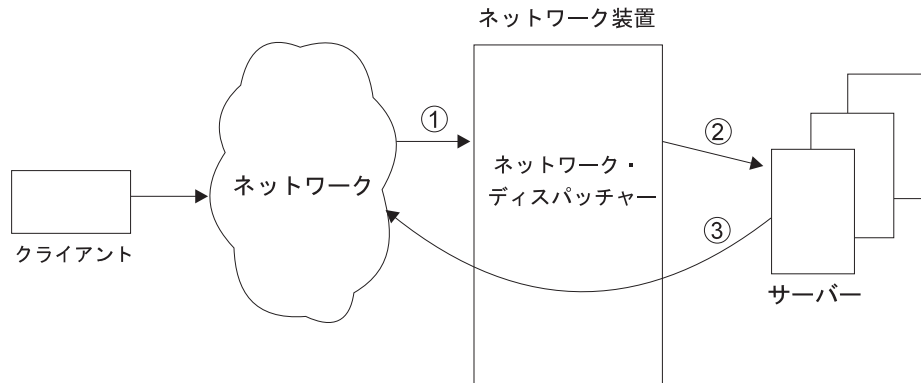 ネットワーク装置
①
②
ネットワーク・
ディスパッチャー
ネットワーク
③
クライアント
サーバー